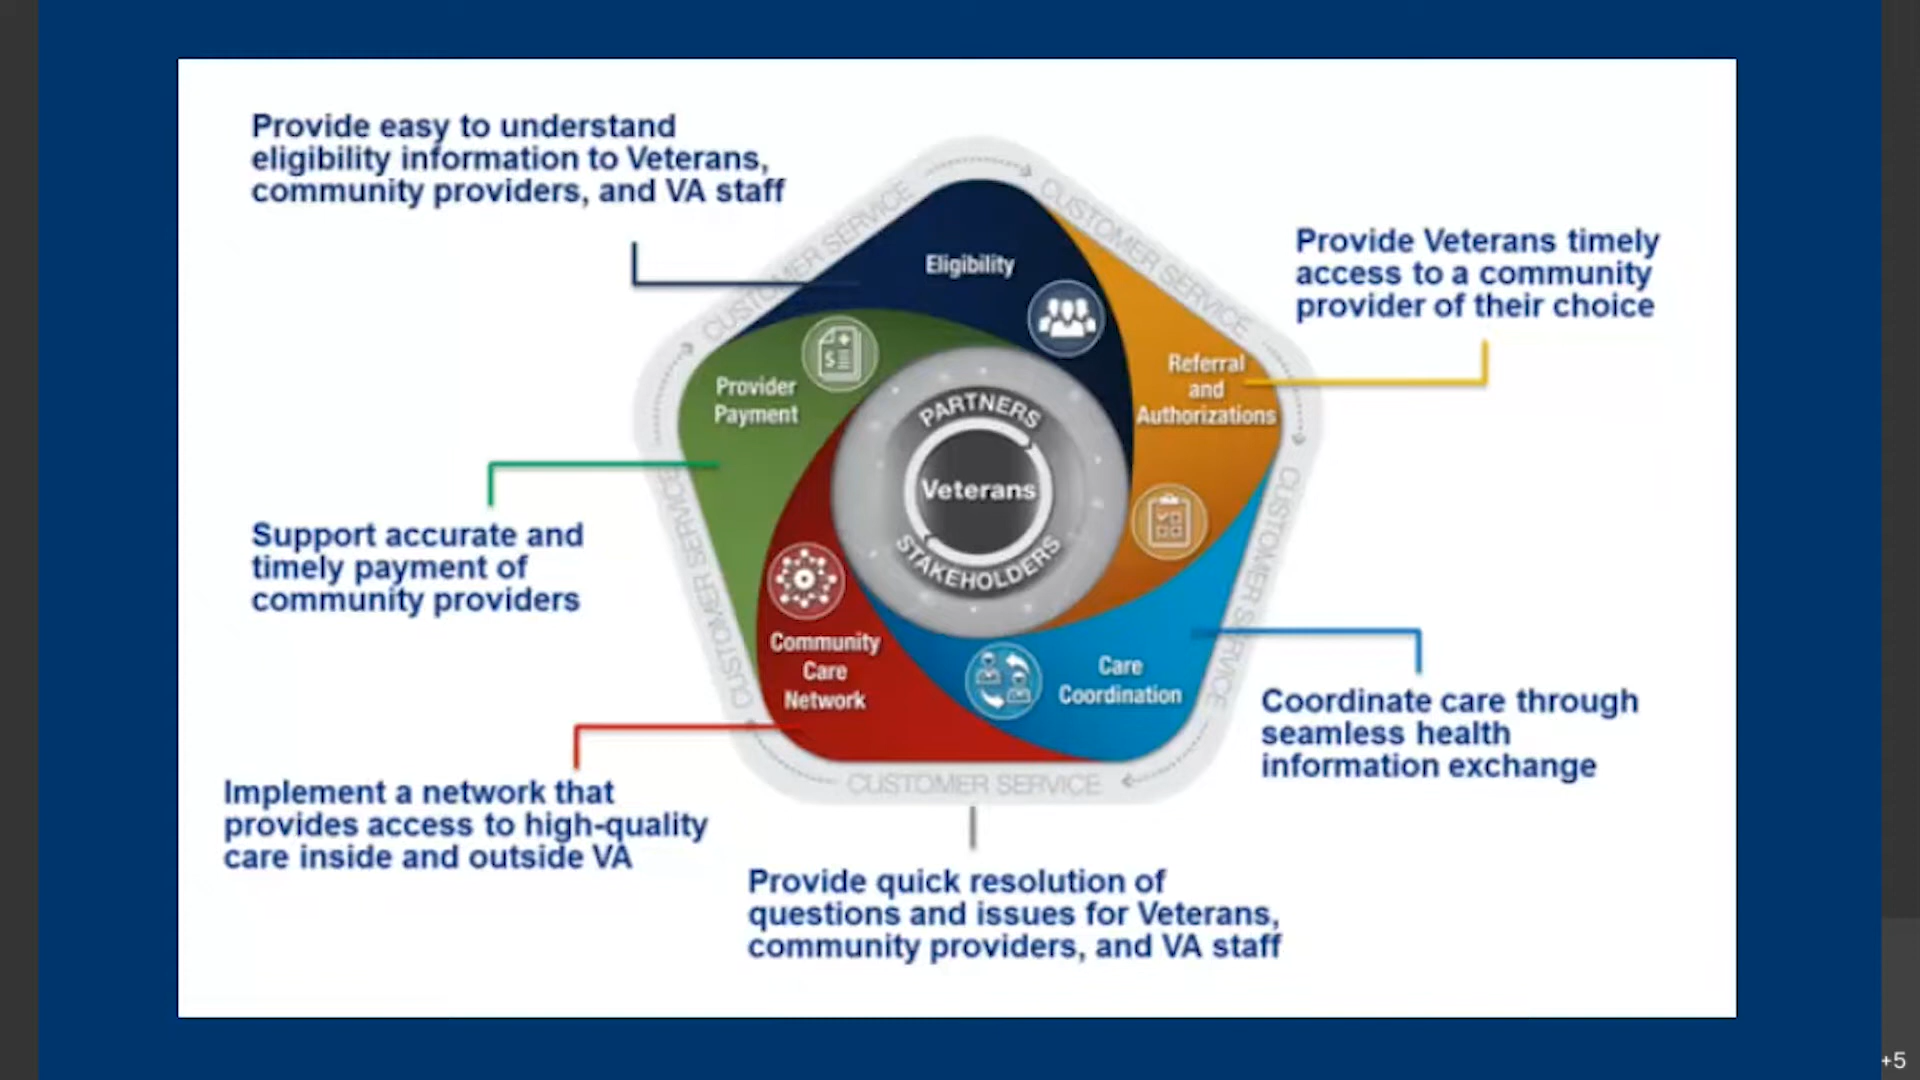 Provide easy to understand
eligibility information to Veterans,
community providers, and VA staff
Provide Veterans timely
access to a community
provider of their choice
Support accurate and
timely payment of
community providers
Coordinate care through
seamless health
information exchange
Implement a network that
provides access to high-quality
care inside and outside VA
Provide quick resolution of
questions and issues for Veterans,
community providers, and VA staff
Eligibility
Referral
and
Authorizations
Care
Coordination
Community
Care
Network
Provider
Payment
$
PARTNERS
Veterans
STAKEHOLDERS
CUSTOMER SERVICE
CUSTOMER SERVICE
CUSTOMER SERVICE
CUSTOMER SERVICE
CUSTOMER SERVICE
+5